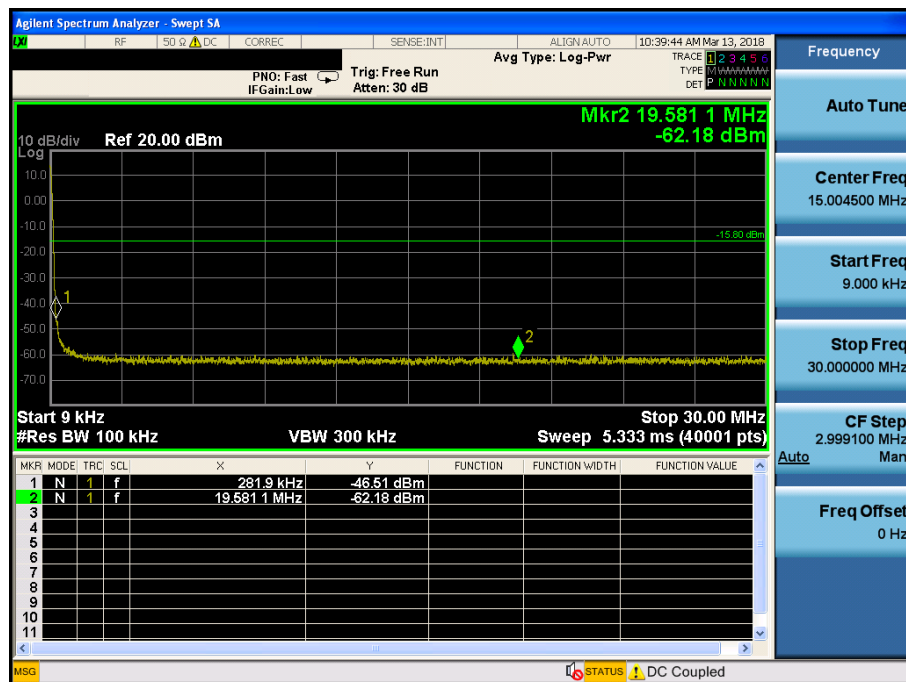 Agilent Spectrum Analyzer - Swept SA
LXI RF 50 Ω DC CORREC SENSE:INT ALIGN AUTO 10:39:44 AM Mar 13, 2018
PNO: Fast
IFGain:Low
Trig: Free Run
Atten: 30 dB
Avg Type: Log-Pwr
TRACE 1 2 3 4 5 6
TYPE M WWWWW
DET P N N N N N
Mkr2 19.581 1 MHz
-62.18 dBm
10 dB/div Ref 20.00 dBm
Log
10.0
0.00
-10.0
-15.80 dBm
-20.0
-30.0
-40.0
-50.0
-60.0
-70.0
1
2
Start 9 kHz Stop 30.00 MHz
#Res BW 100 kHz VBW 300 kHz Sweep 5.333 ms (40001 pts)
MKR MODE TRC SCL X Y FUNCTION FUNCTION WIDTH FUNCTION VALUE
1 N 1 f 281.9 kHz -46.51 dBm
2 N 1 f 19.581 1 MHz -62.18 dBm
3
4
5
6
7
8
9
10
11
MSG STATUS DC Coupled
Frequency
Auto Tune
Center Freq
15.004500 MHz
Start Freq
9.000 kHz
Stop Freq
30.000000 MHz
CF Step
2.999100 MHz
Auto Man
Freq Offset
0 Hz